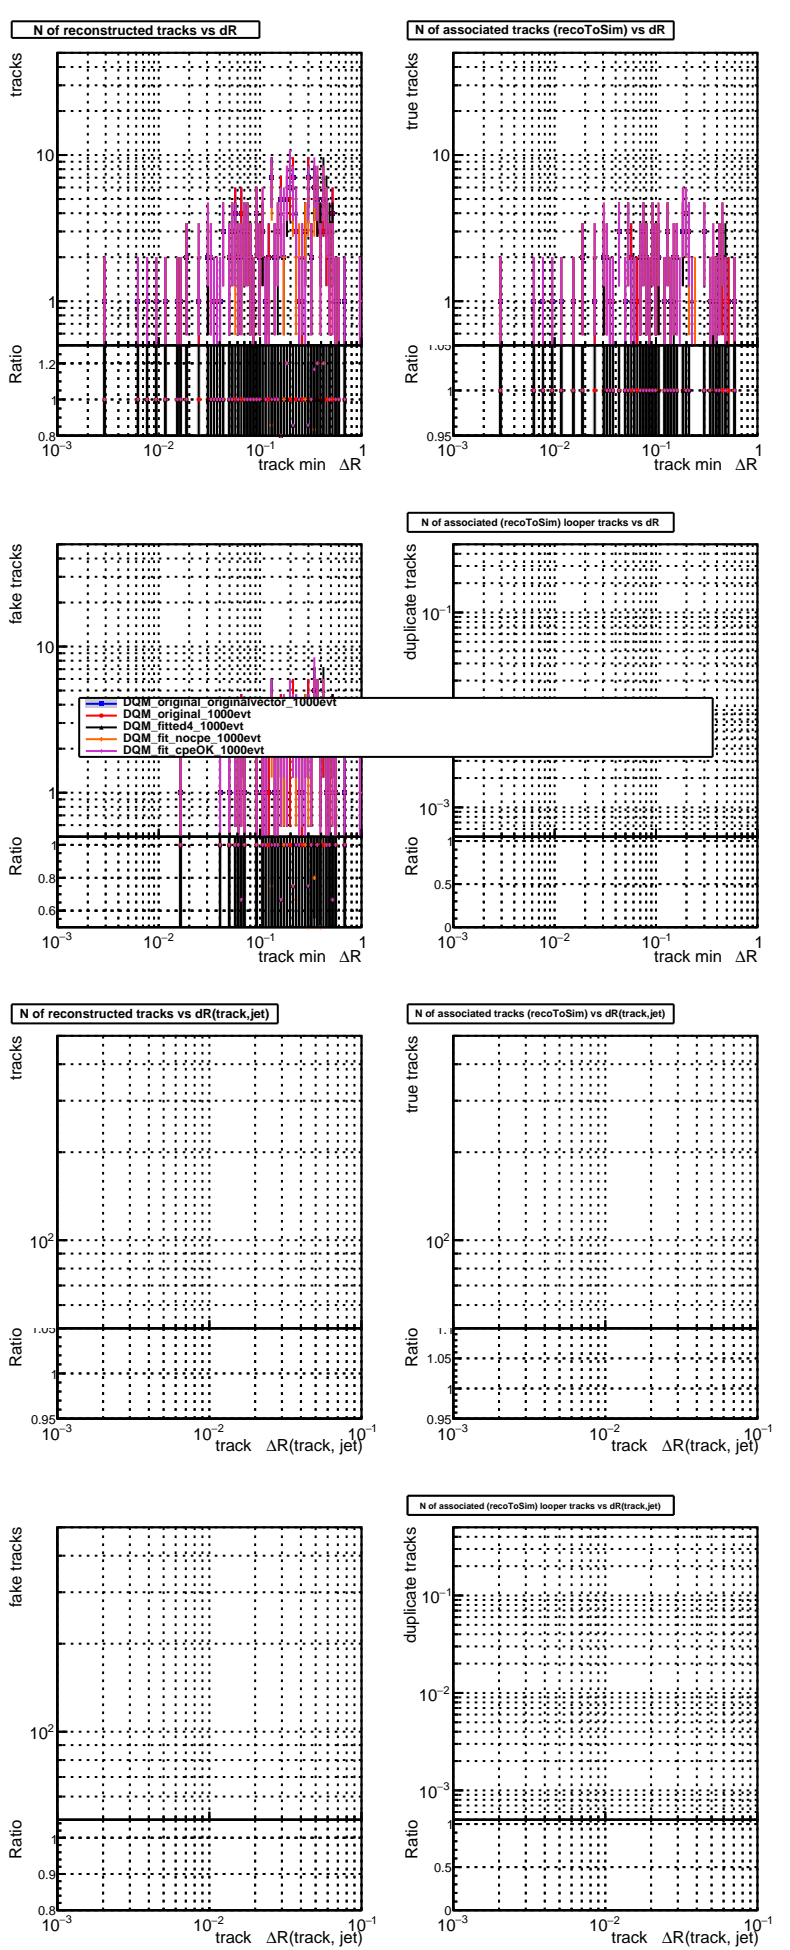 N of reconstructed tracks vs dR
tracks
10
1
Ratio
1.2
1
0.8
10−3 10−2 10−1 1
track min ΔR
N of associated tracks (recoToSim) vs dR
true tracks
10
1
Ratio
1.05
1
0.95
10−3 10−2 10−1 1
track min ΔR
fake tracks
10
1
Ratio
1
0.8
0.6
10−3 10−2 10−1 1
track min ΔR
N of associated (recoToSim) looper tracks vs dR
duplicate tracks
10−1
10−3
Ratio
1
0.5
0
10−3 10−2 10−1 1
track min ΔR
DQM_original_originalvector_1000evt
DQM_original_1000evt
DQM_fitted4_1000evt
DQM_fit_nocpe_1000evt
DQM_fit_cpeOK_1000evt
N of reconstructed tracks vs dR(track,jet)
tracks
102
Ratio
1.05
1
0.95
10−3 10−2 10−1
track ΔR(track, jet)
N of associated tracks (recoToSim) vs dR(track,jet)
true tracks
102
Ratio
1.1
1.05
1
0.95
10−3 10−2 10−1
track ΔR(track, jet)
fake tracks
102
Ratio
1
0.9
0.8
10−3 10−2 10−1
track ΔR(track, jet)
N of associated (recoToSim) looper tracks vs dR(track,jet)
duplicate tracks
10−1
10−2
10−3
Ratio
1
0.5
0
10−3 10−2 10−1
track ΔR(track, jet)